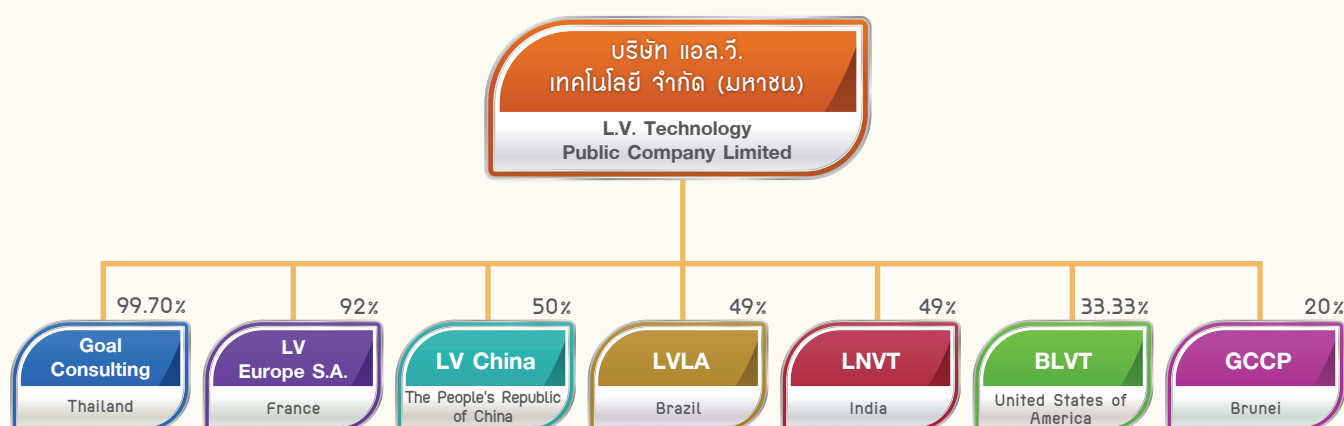 บริษัท แอล.วี.
เทคโนโลยี จำกัด (มหาชน)
L.V. Technology
Public Company Limited
99.70%
92%
50%
49%
49%
33.33%
20%
Goal
Consulting
Thailand
LV
Europe S.A.
France
LV China
The People's Republic
of China
LVLA
Brazil
LNVT
India
BLVT
United States of
America
GCCP
Brunei